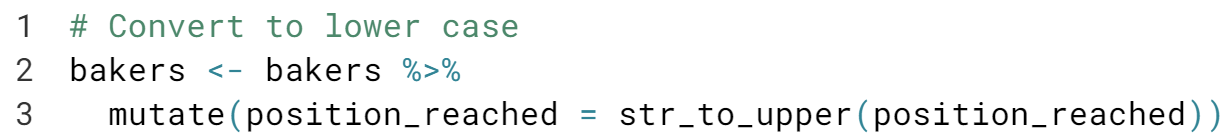 1 # Convert to lower case
2 bakers <- bakers %>%
3   mutate(position_reached = str_to_upper(position_reached))